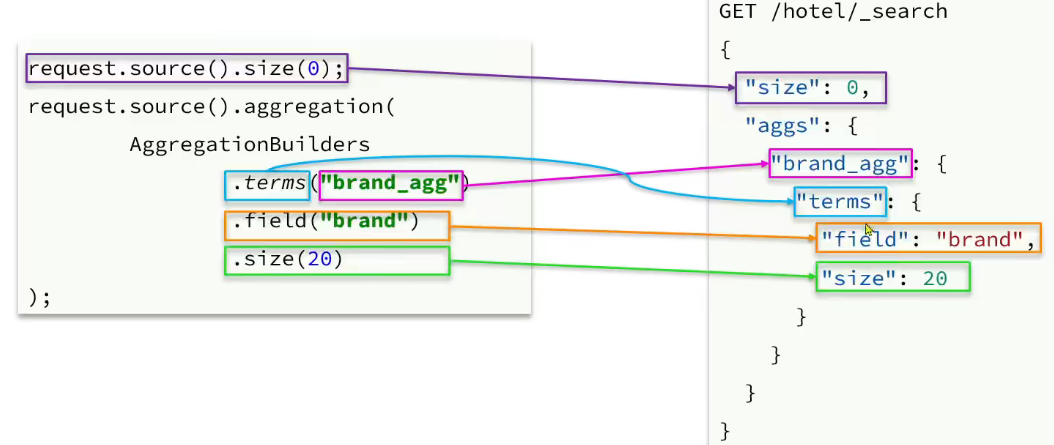 request.source().size(0);
request.source().aggregation(
AggregationBuilders
.terms("brand_agg")
.field("brand")
.size(20)
);
GET /hotel/_search
{
"size": 0,
"aggs": {
"brand_agg": {
"terms": {
"field": "brand",
"size": 20
}
}
}
}